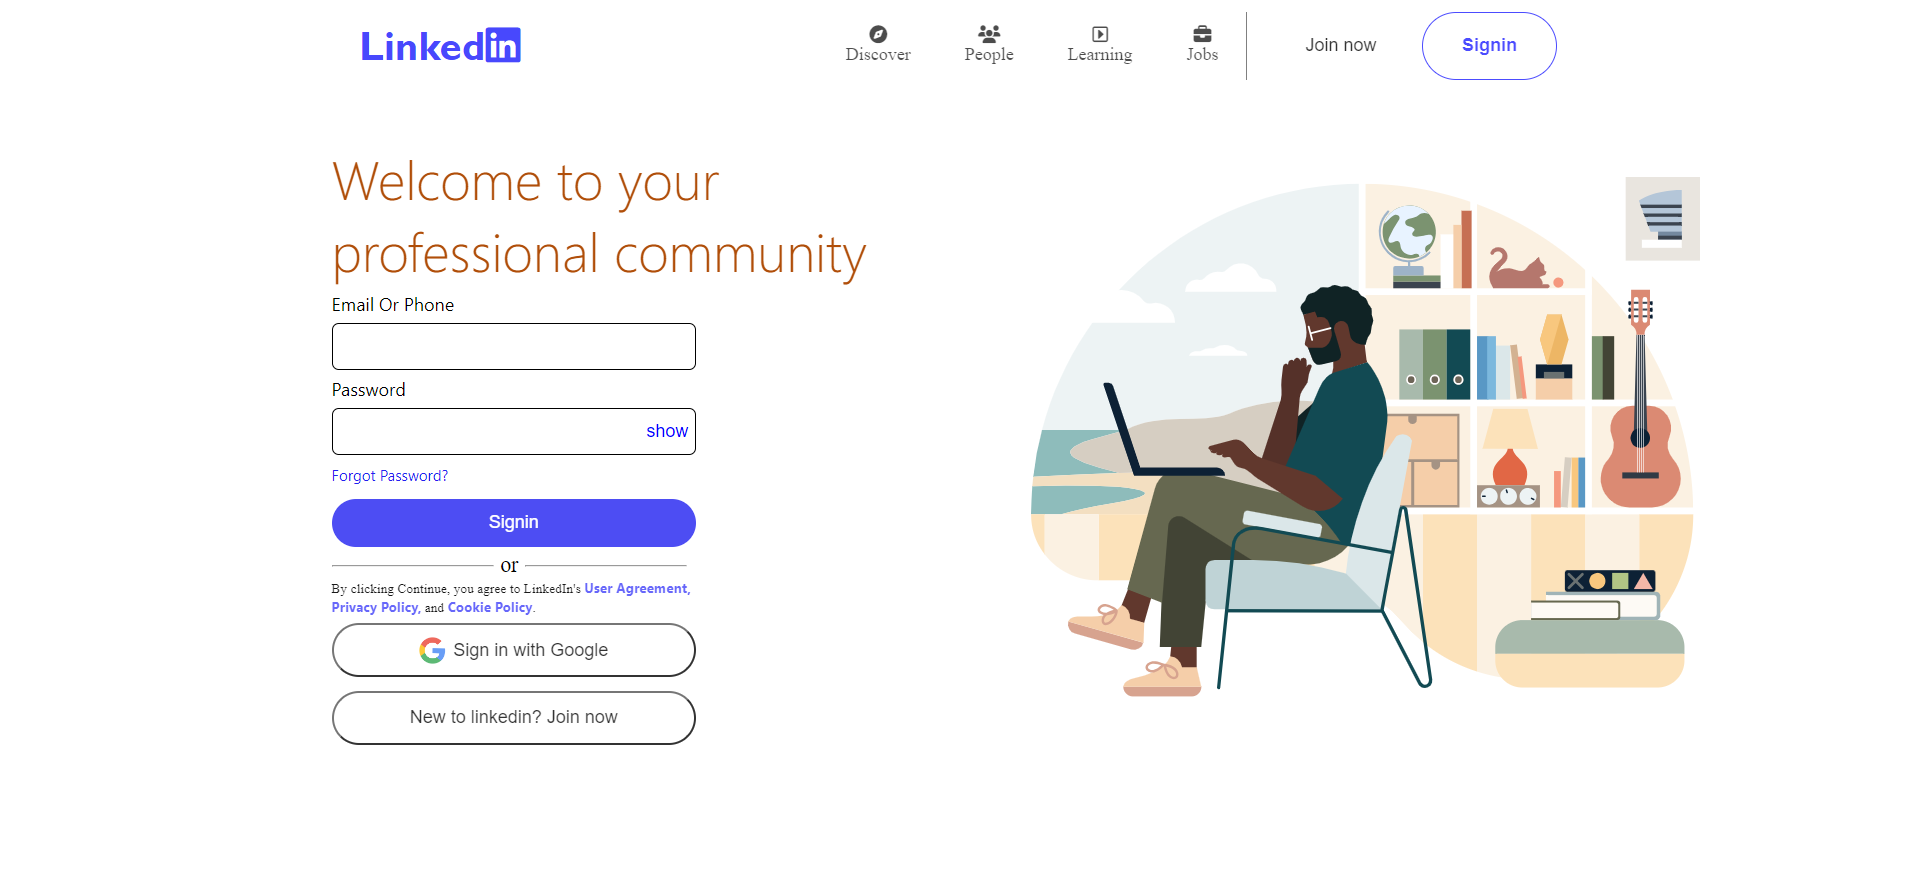 Linkedin
Discover People Learning Jobs Join now Signin
Welcome to your
professional community
Email Or Phone
Password
show
Forgot Password?
Signin
or
By clicking Continue, you agree to LinkedIn's User Agreement,
Privacy Policy, and Cookie Policy.
Sign in with Google
New to linkedin? Join now